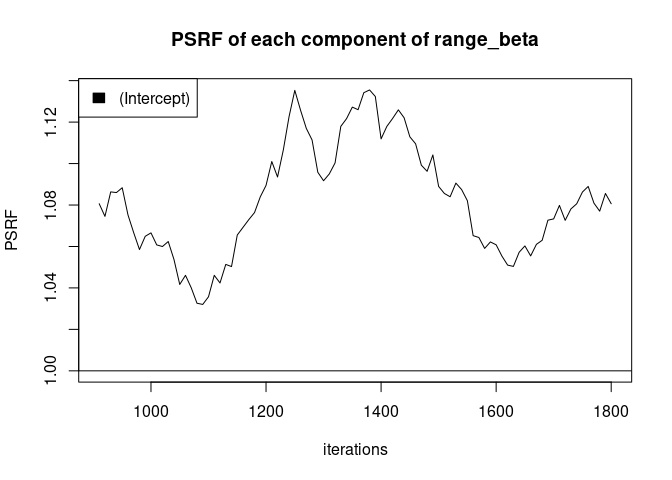 PSRF of each component of range_beta
(Intercept)
PSRF
1.12
1.08
1.04
1.00
1000 1200 1400 1600 1800
iterations